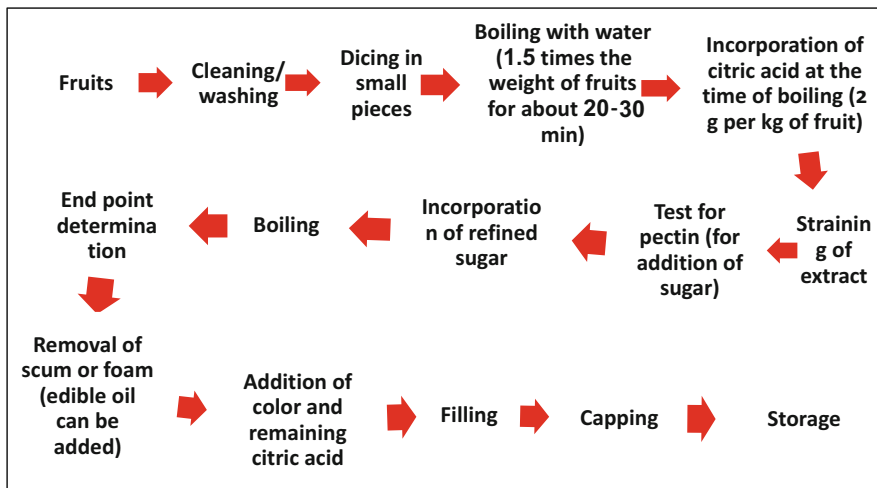 Fruits
Cleaning/
washing
Dicing in
small
pieces
Boiling with water
(1.5 times the
weight of fruits
for about 20-30
min)
Incorporation of
citric acid at the
time of boiling (2
g per kg of fruit)
Strainin
g of
extract
Test for
pectin (for
addition of
sugar)
Incorporatio
n of refined
sugar
Boiling
End point
determina
tion
Removal of
scum or foam
(edible oil
can be
added)
Addition of
color and
remaining
citric acid
Filling
Capping
Storage